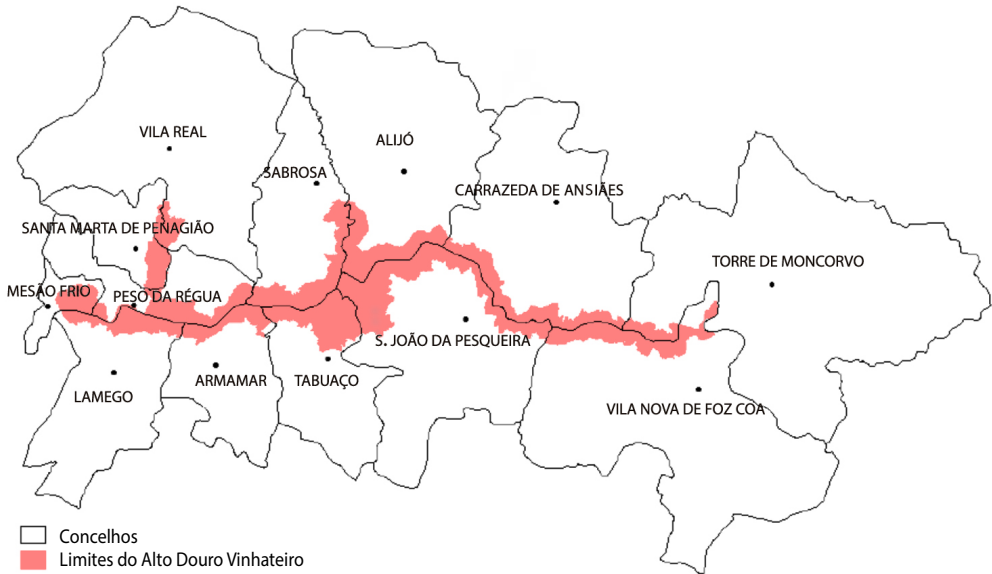 VILA REAL
ALIJÓ
SABROSA
CARRAZEDA DE ANSIÃES
SANTA MARTA DE PENAGIÃO
TORRE DE MONCORVO
MESÃO FRIO
PESO DA RÉGUA
S. JOÃO DA PESQUEIRA
ARMAMAR
TABUAÇO
LAMEGO
VILA NOVA DE FOZ COA
Concelhos
Limites do Alto Douro Vinhateiro